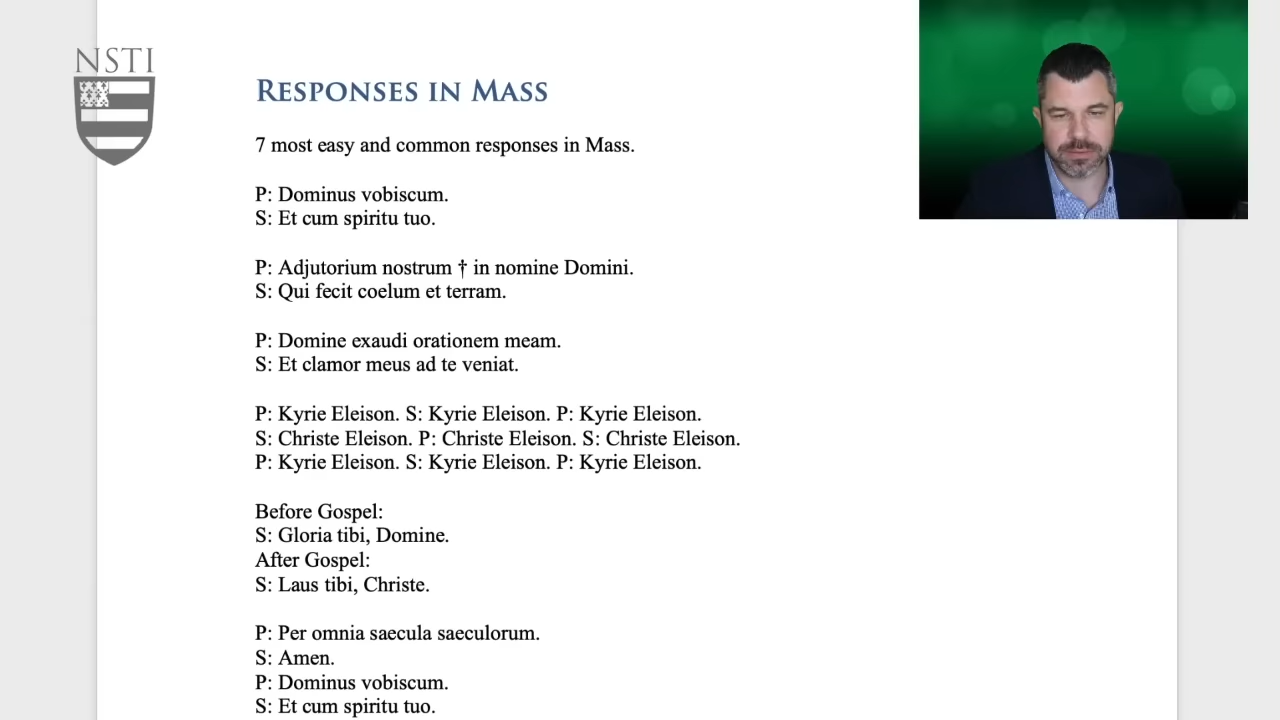 NSTI
RESPONSES IN MASS
7 most easy and common responses in Mass.
P: Dominus vobiscum.
S: Et cum spiritu tuo.
P: Adjutorium nostrum † in nomine Domini.
S: Qui fecit coelum et terram.
P: Domine exaudi orationem meam.
S: Et clamor meus ad te veniat.
P: Kyrie Eleison. S: Kyrie Eleison. P: Kyrie Eleison.
S: Christe Eleison. P: Christe Eleison. S: Christe Eleison.
P: Kyrie Eleison. S: Kyrie Eleison. P: Kyrie Eleison.
Before Gospel:
S: Gloria tibi, Domine.
After Gospel:
S: Laus tibi, Christe.
P: Per omnia saecula saeculorum.
S: Amen.
P: Dominus vobiscum.
S: Et cum spiritu tuo.